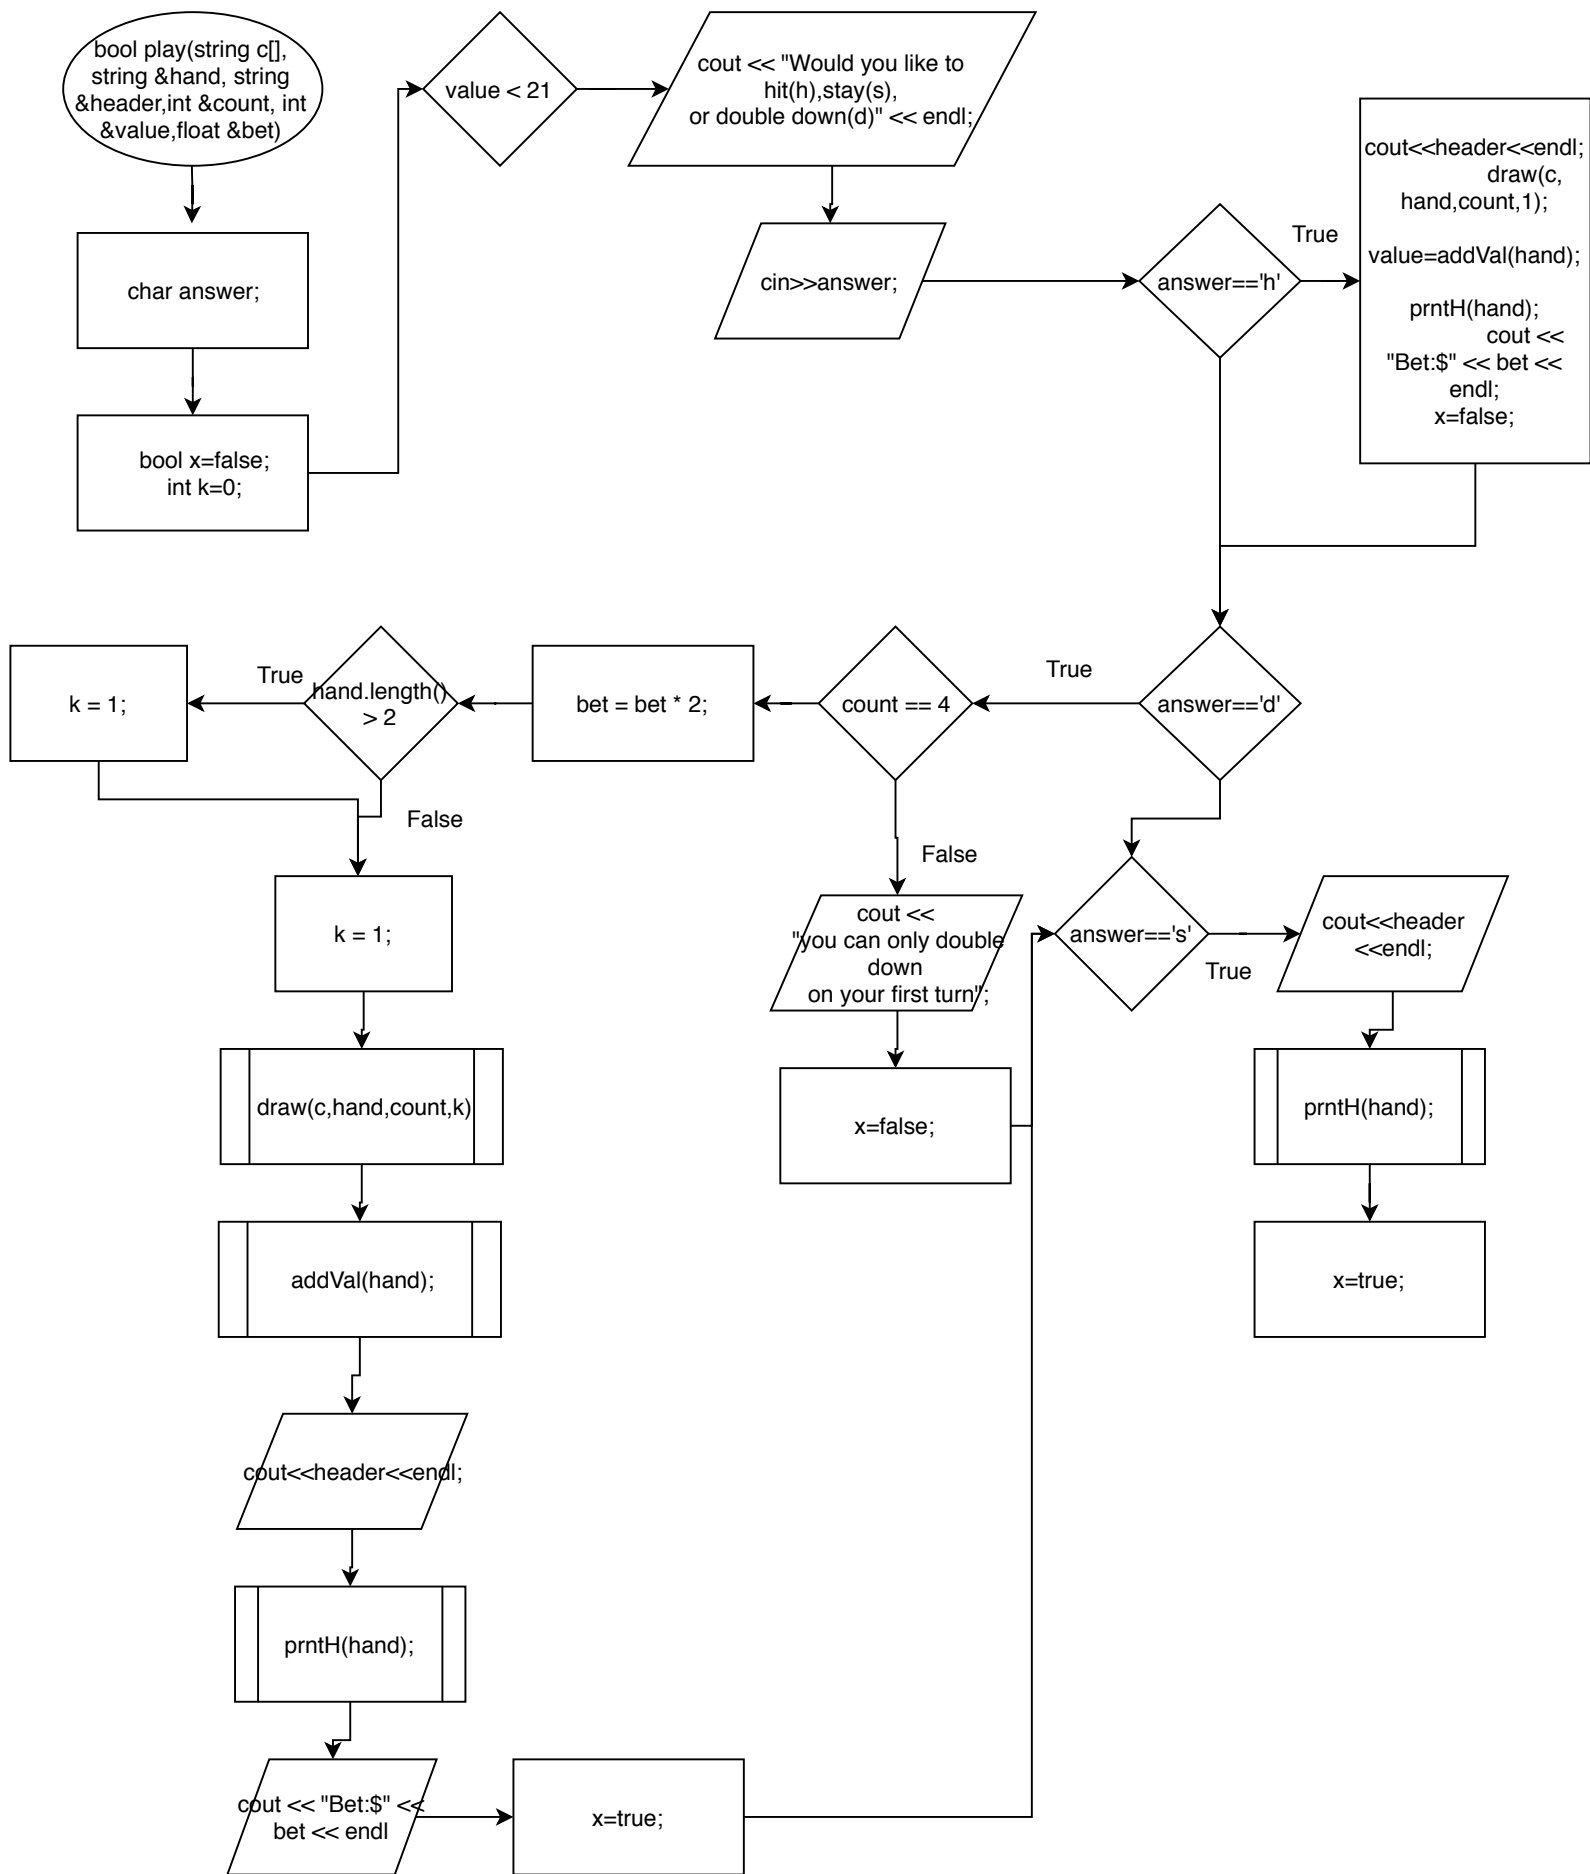 bool play(string c[],
string &hand, string
&header,int &count, int
&value,float &bet)
char answer;
bool x=false;
int k=0;
value < 21
cout << "Would you like to
hit(h),stay(s),
or double down(d)" << endl;
cin>>answer;
answer=='h'
True
cout<<header<<endl;
draw(c,
hand,count,1);
value=addVal(hand);
prntH(hand);
cout <<
"Bet:$" << bet <<
endl;
x=false;
answer=='d'
True
count == 4
bet = bet * 2;
hand.length()
> 2
True
k = 1;
False
k = 1;
draw(c,hand,count,k)
addVal(hand);
cout<<header<<endl;
prntH(hand);
cout << "Bet:$" <<
bet << endl
x=true;
False
cout <<
"you can only double
down
on your first turn";
x=false;
answer=='s'
True
cout<<header
<<endl;
prntH(hand);
x=true;